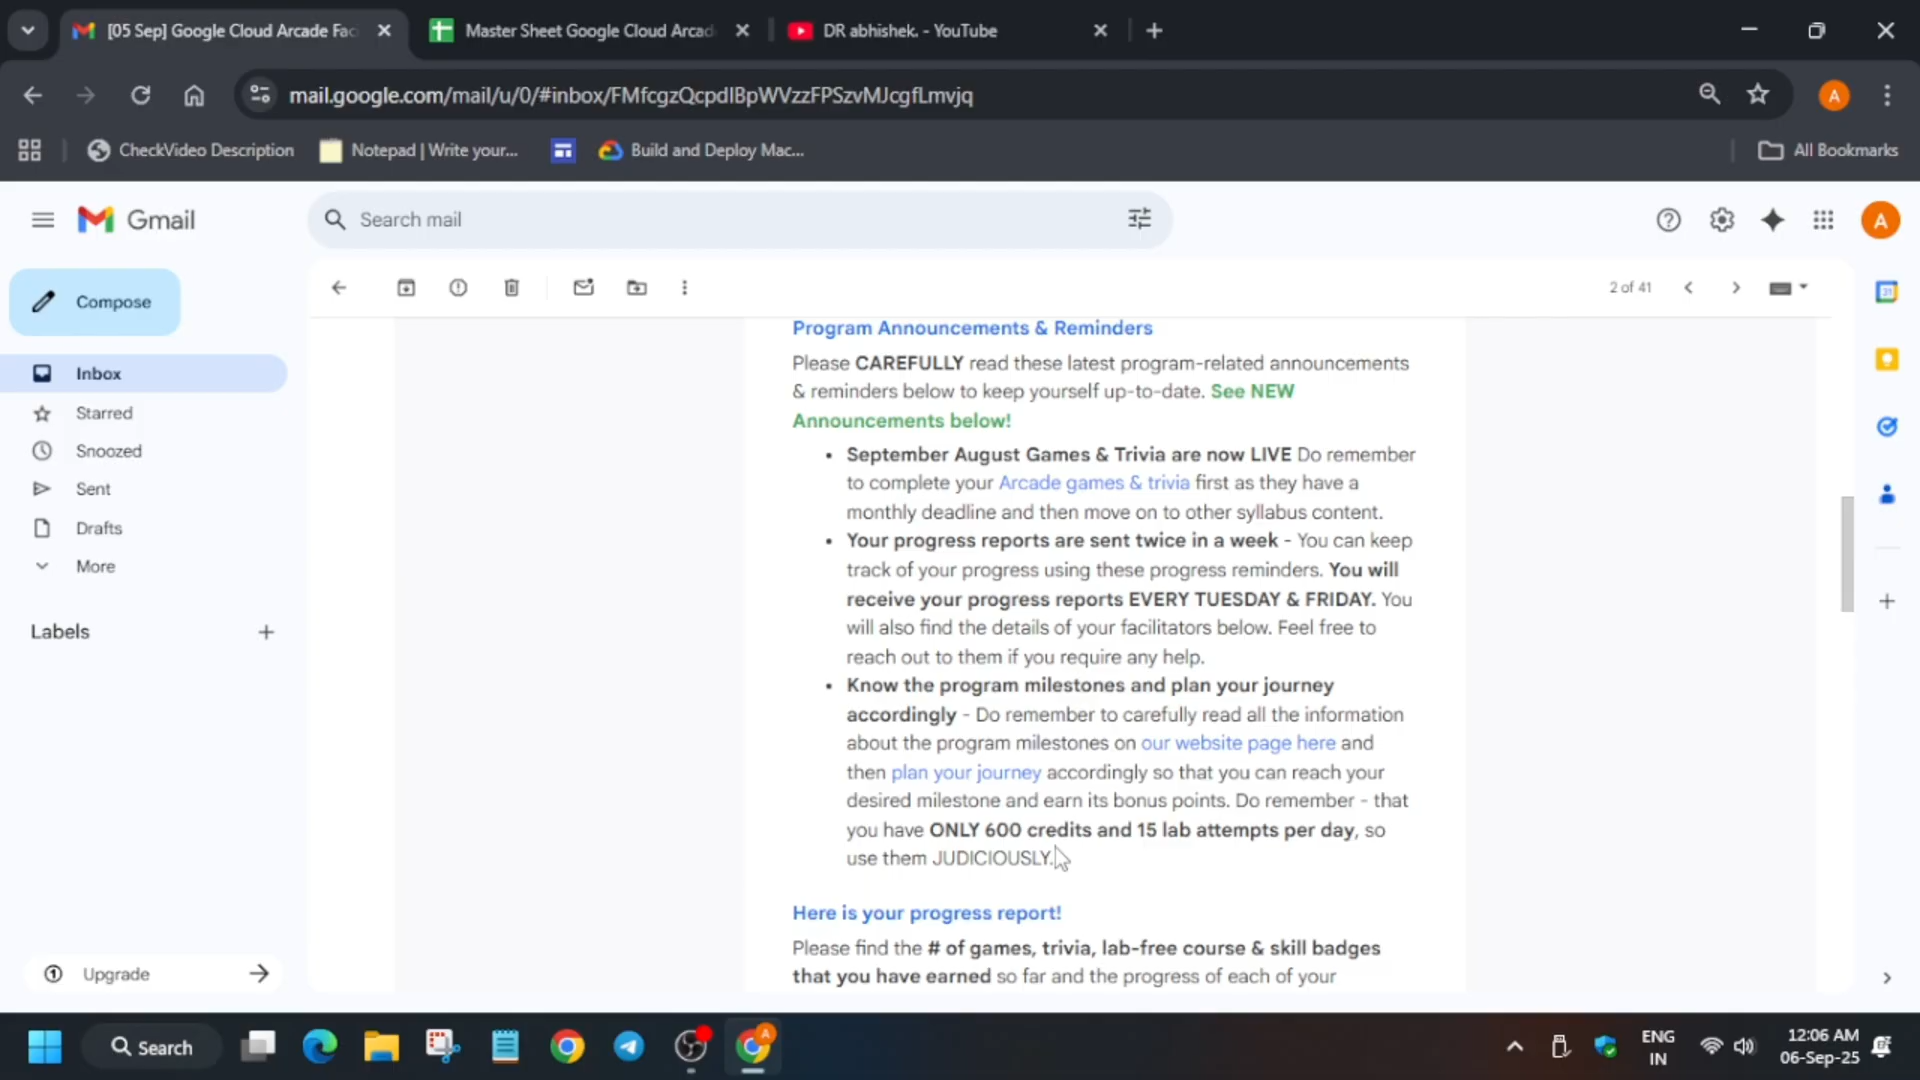 [05 Sep] Google Cloud Arcade Fac
Master Sheet Google Cloud Arcad
DR abhishek. - YouTube
mail.google.com/mail/u/0/#inbox/FMfcgzQcpdlBpWVzzFPSzvMJcgfLmvjq
A
CheckVideo Description
Notepad | Write your...
Build and Deploy Mac...
All Bookmarks
Gmail
Search mail
A
Compose
2 of 41
Inbox
Starred
Snoozed
Sent
Drafts
More
Labels
Upgrade
Program Announcements & Reminders
Please CAREFULLY read these latest program-related announcements
& reminders below to keep yourself up-to-date. See NEW
Announcements below!
• September August Games & Trivia are now LIVE Do remember
to complete your Arcade games & trivia first as they have a
monthly deadline and then move on to other syllabus content.
• Your progress reports are sent twice in a week - You can keep
track of your progress using these progress reminders. You will
receive your progress reports EVERY TUESDAY & FRIDAY. You
will also find the details of your facilitators below. Feel free to
reach out to them if you require any help.
• Know the program milestones and plan your journey
accordingly - Do remember to carefully read all the information
about the program milestones on our website page here and
then plan your journey accordingly so that you can reach your
desired milestone and earn its bonus points. Do remember - that
you have ONLY 600 credits and 15 lab attempts per day, so
use them JUDICIOUSLY.
Here is your progress report!
Please find the # of games, trivia, lab-free course & skill badges
that you have earned so far and the progress of each of your
31
Search
A
ENG
IN
12:06 AM
06-Sep-25